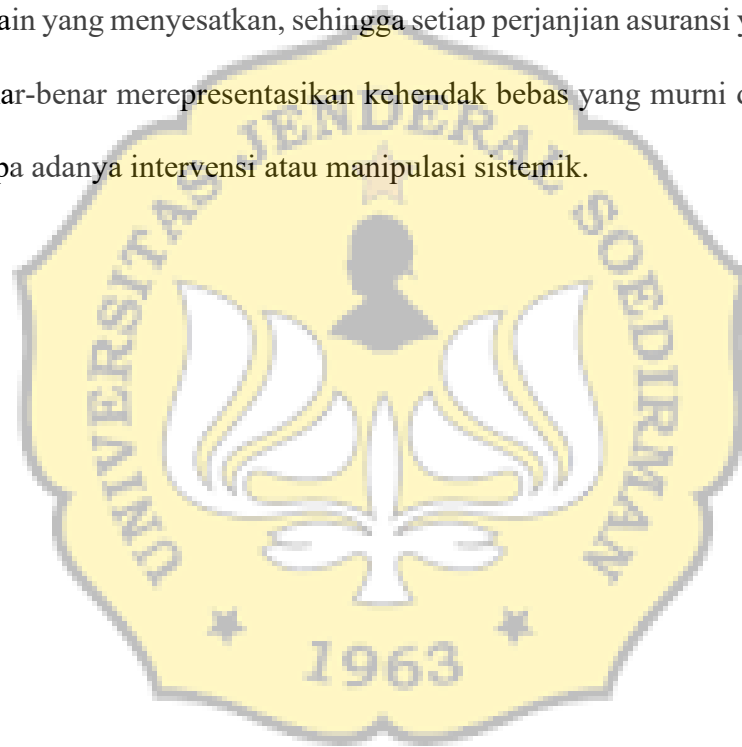 ain yang menyesatkan, sehingga setiap perjanjian asuransi y
ar-benar merepresentasikan kehendak bebas yang murni d
pa adanya intervensi atau manipulasi sistemik.
UNIVERSITAS JENDERAL SOEDIRMAN
1963